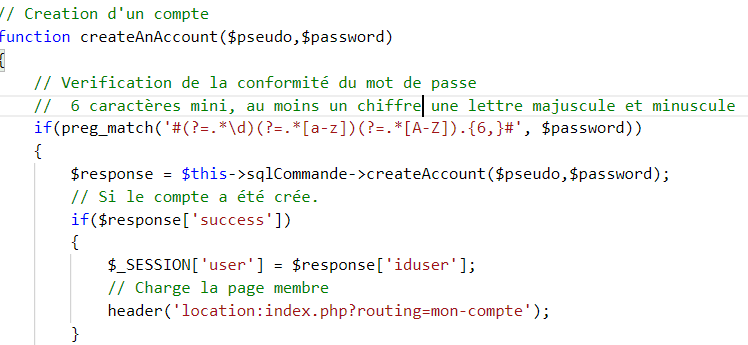 // Creation d'un compte
function createAnAccount($pseudo,$password)
{
// Verification de la conformité du mot de passe
// 6 caractères mini, au moins un chiffre une lettre majuscule et minuscule
if(preg_match('#(?=.*\d)(?=.*[a-z])(?=.*[A-Z]).{6,}#', $password))
{
$response = $this->sqlCommande->createAccount($pseudo,$password);
// Si le compte a été crée.
if($response['success'])
{
$_SESSION['user'] = $response['iduser'];
// Charge la page membre
header('location:index.php?routing=mon-compte');
}